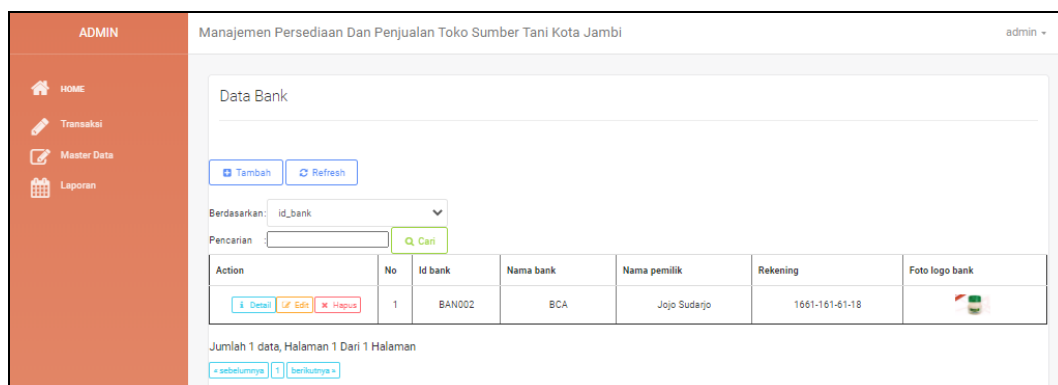 ADMIN
Manajemen Persediaan Dan Penjualan Toko Sumber Tani Kota Jambi
admin
HOME
Transaksi
Master Data
Laporan
Data Bank
Tambah
Refresh
Berdasarkan: id_bank
Pencarian :
Cari
Action No Id bank Nama bank Nama pemilik Rekening Foto logo bank
Detail Edit Hapus 1 BAN002 BCA Jojo Sudarjo 1661-161-61-18
Jumlah 1 data, Halaman 1 Dari 1 Halaman
« sebelumnya 1 berikutnya »